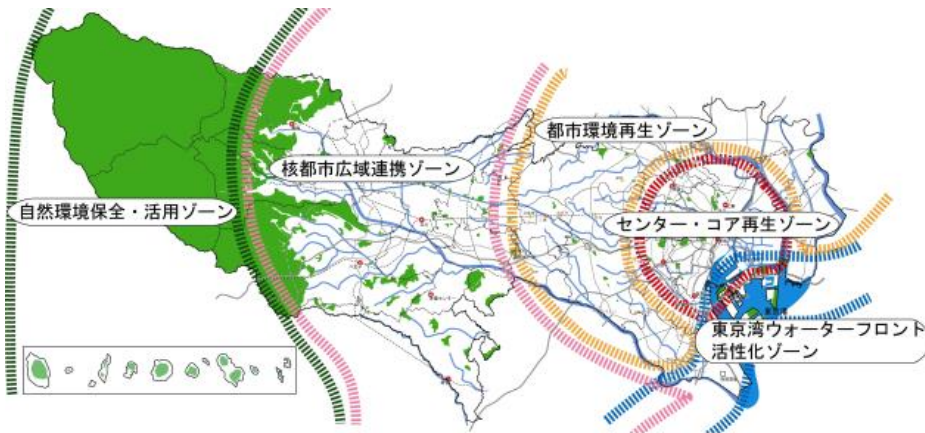 都市環境再生ゾーン
核都市広域連携ゾーン
自然環境保全・活用ゾーン
センター・コア再生ゾーン
東京湾ウォーターフロント
活性化ゾーン